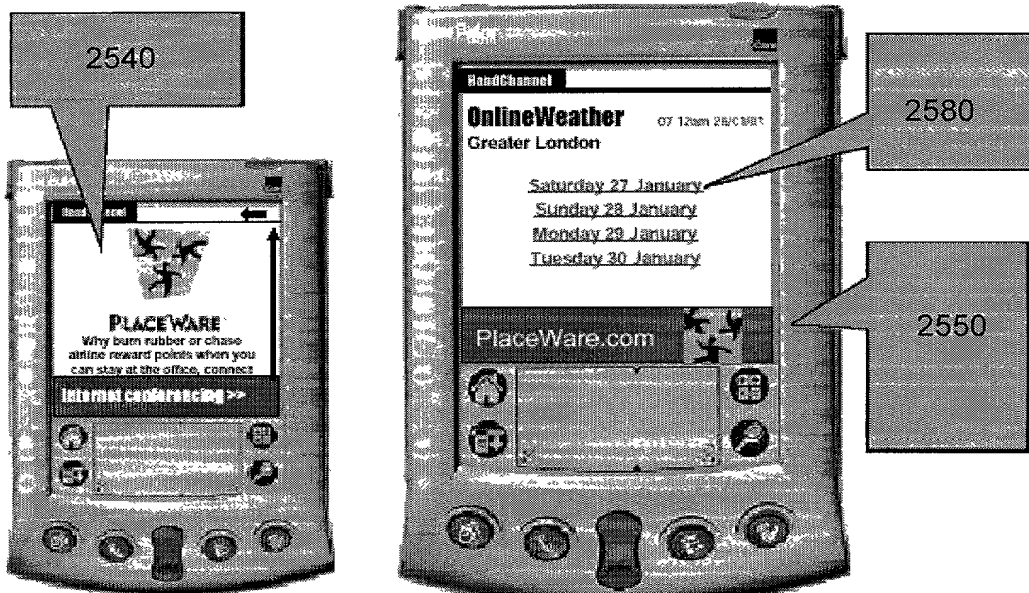 2540
HandChannel
PLACEWARE
Why burn rubber or chase
airline reward points when you
can stay at the office, connect
Internet conferencing >>
Palm
HandChannel
OnlineWeather
Greater London
Saturday 27 January
Sunday 28 January
Monday 29 January
Tuesday 30 January
PlaceWare.com
2580
2550